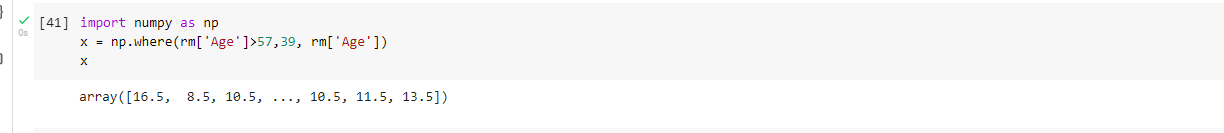 [41] import numpy as np
x = np.where(rm['Age']>57,39, rm['Age'])
x
0s
array([16.5,  8.5, 10.5, ..., 10.5, 11.5, 13.5])